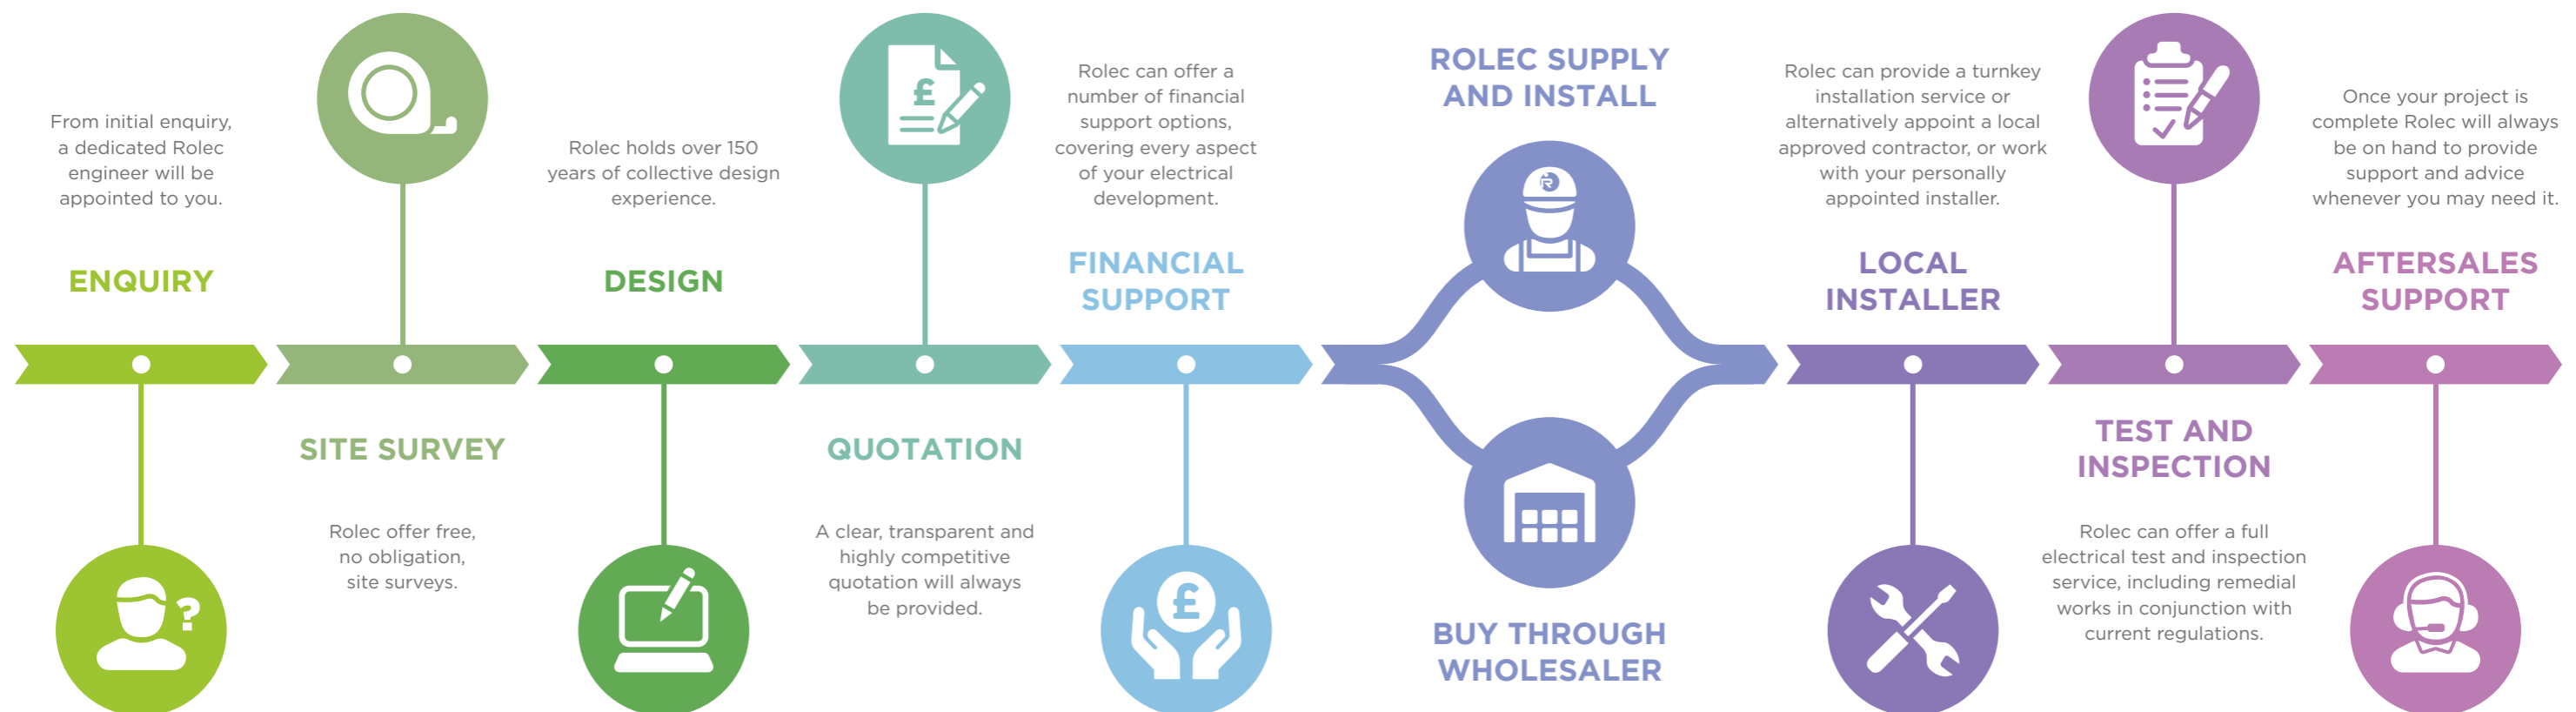 From initial enquiry,
a dedicated Rolec
engineer will be
appointed to you.
ENQUIRY
SITE SURVEY
Rolec offer free,
no obligation,
site surveys.
Rolec holds over 150
years of collective design
experience.
DESIGN
£
QUOTATION
A clear, transparent and
highly competitive
quotation will always
be provided.
Rolec can offer a
number of financial
support options,
covering every aspect
of your electrical
development.
FINANCIAL
SUPPORT
£
ROLEC SUPPLY
AND INSTALL
R
BUY THROUGH
WHOLESALER
Rolec can provide a turnkey
installation service or
alternatively appoint a local
approved contractor, or work
with your personally
appointed installer.
LOCAL
INSTALLER
TEST AND
INSPECTION
Rolec can offer a full
electrical test and inspection
service, including remedial
works in conjunction with
current regulations.
Once your project is
complete Rolec will always
be on hand to provide
support and advice
whenever you may need it.
AFTERSALES
SUPPORT
?